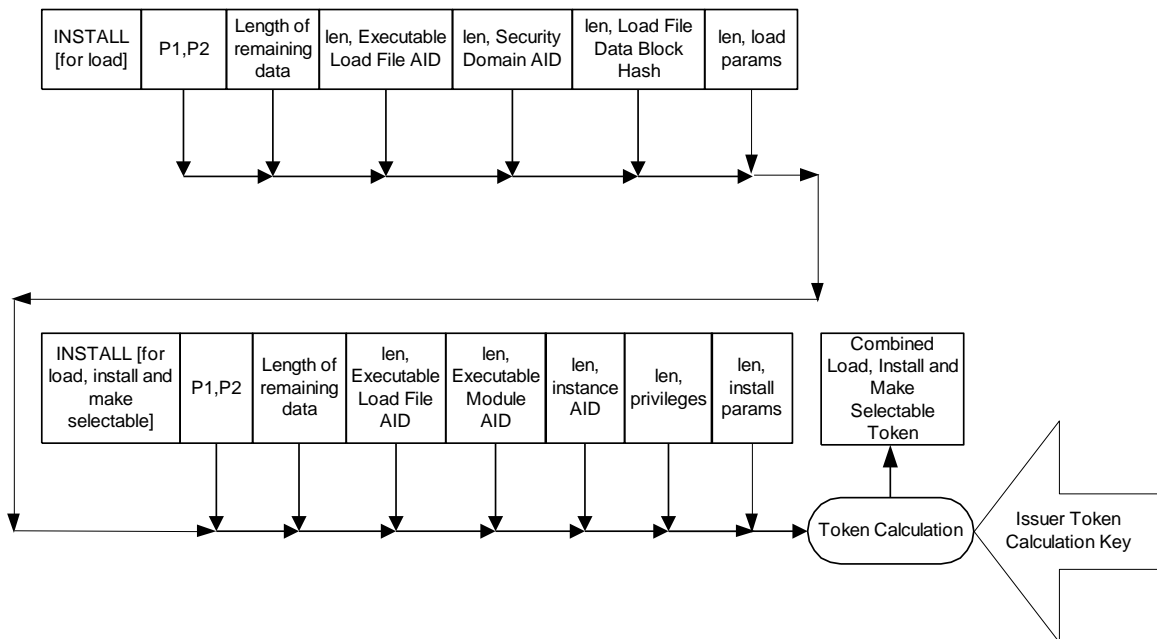 INSTALL
[for load]
P1,P2
Length of
remaining
data
len, Executable
Load File AID
len, Security
Domain AID
len, Load File
Data Block
Hash
len, load
params
INSTALL [for
load, install and
make
selectable]
P1,P2
Length of
remaining
data
len,
Executable
Load File
AID
len,
Executable
Module
AID
len,
instance
AID
len,
privileges
len,
install
params
Combined
Load, Install and
Make
Selectable
Token
Token Calculation
Issuer Token
Calculation Key